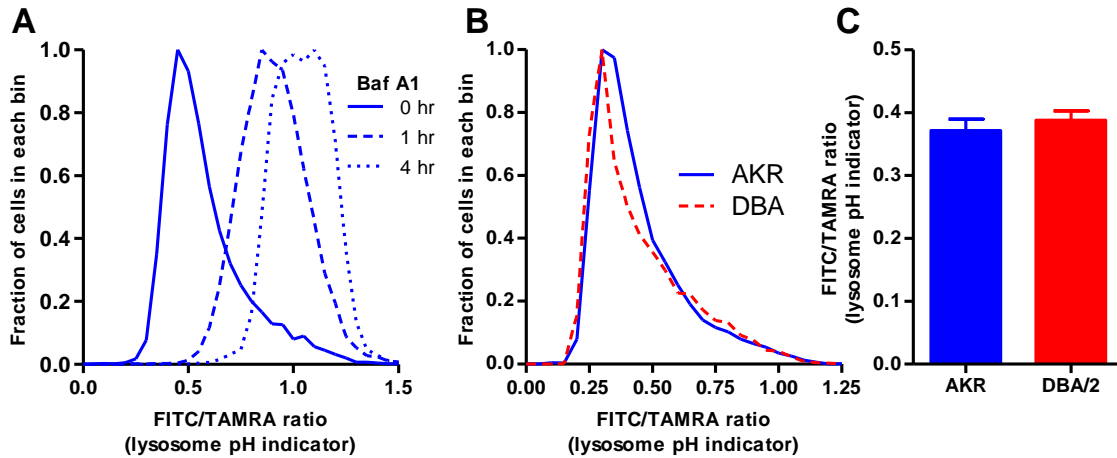 A
Fraction of cells in each bin
1.0
0.8
0.6
0.4
0.2
0.0
0.0 0.5 1.0 1.5
FITC/TAMRA ratio
(lysosome pH indicator)
Baf A1
0 hr
1 hr
4 hr
B
Fraction of cells in each bin
1.0
0.8
0.6
0.4
0.2
0.0
0.00 0.25 0.50 0.75 1.00 1.25
FITC/TAMRA ratio
(lysosome pH indicator)
AKR
DBA
C
FITC/TAMRA ratio
(lysosome pH indicator)
0.5
0.4
0.3
0.2
0.1
0.0
AKR DBA/2